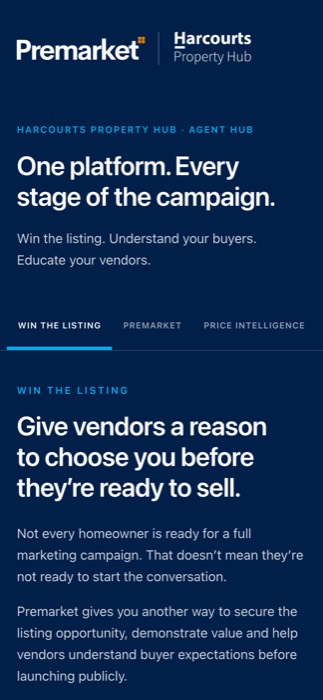 Premarket
Harcourts
Property Hub
HARCOURTS PROPERTY HUB · AGENT HUB
One platform. Every
stage of the campaign.
Win the listing. Understand your buyers.
Educate your vendors.
WIN THE LISTING
PREMARKET
PRICE INTELLIGENCE
WIN THE LISTING
Give vendors a reason
to choose you before
they’re ready to sell.
Not every homeowner is ready for a full
marketing campaign. That doesn’t mean they’re
not ready to start the conversation.
Premarket gives you another way to secure the
listing opportunity, demonstrate value and help
vendors understand buyer expectations before
launching publicly.